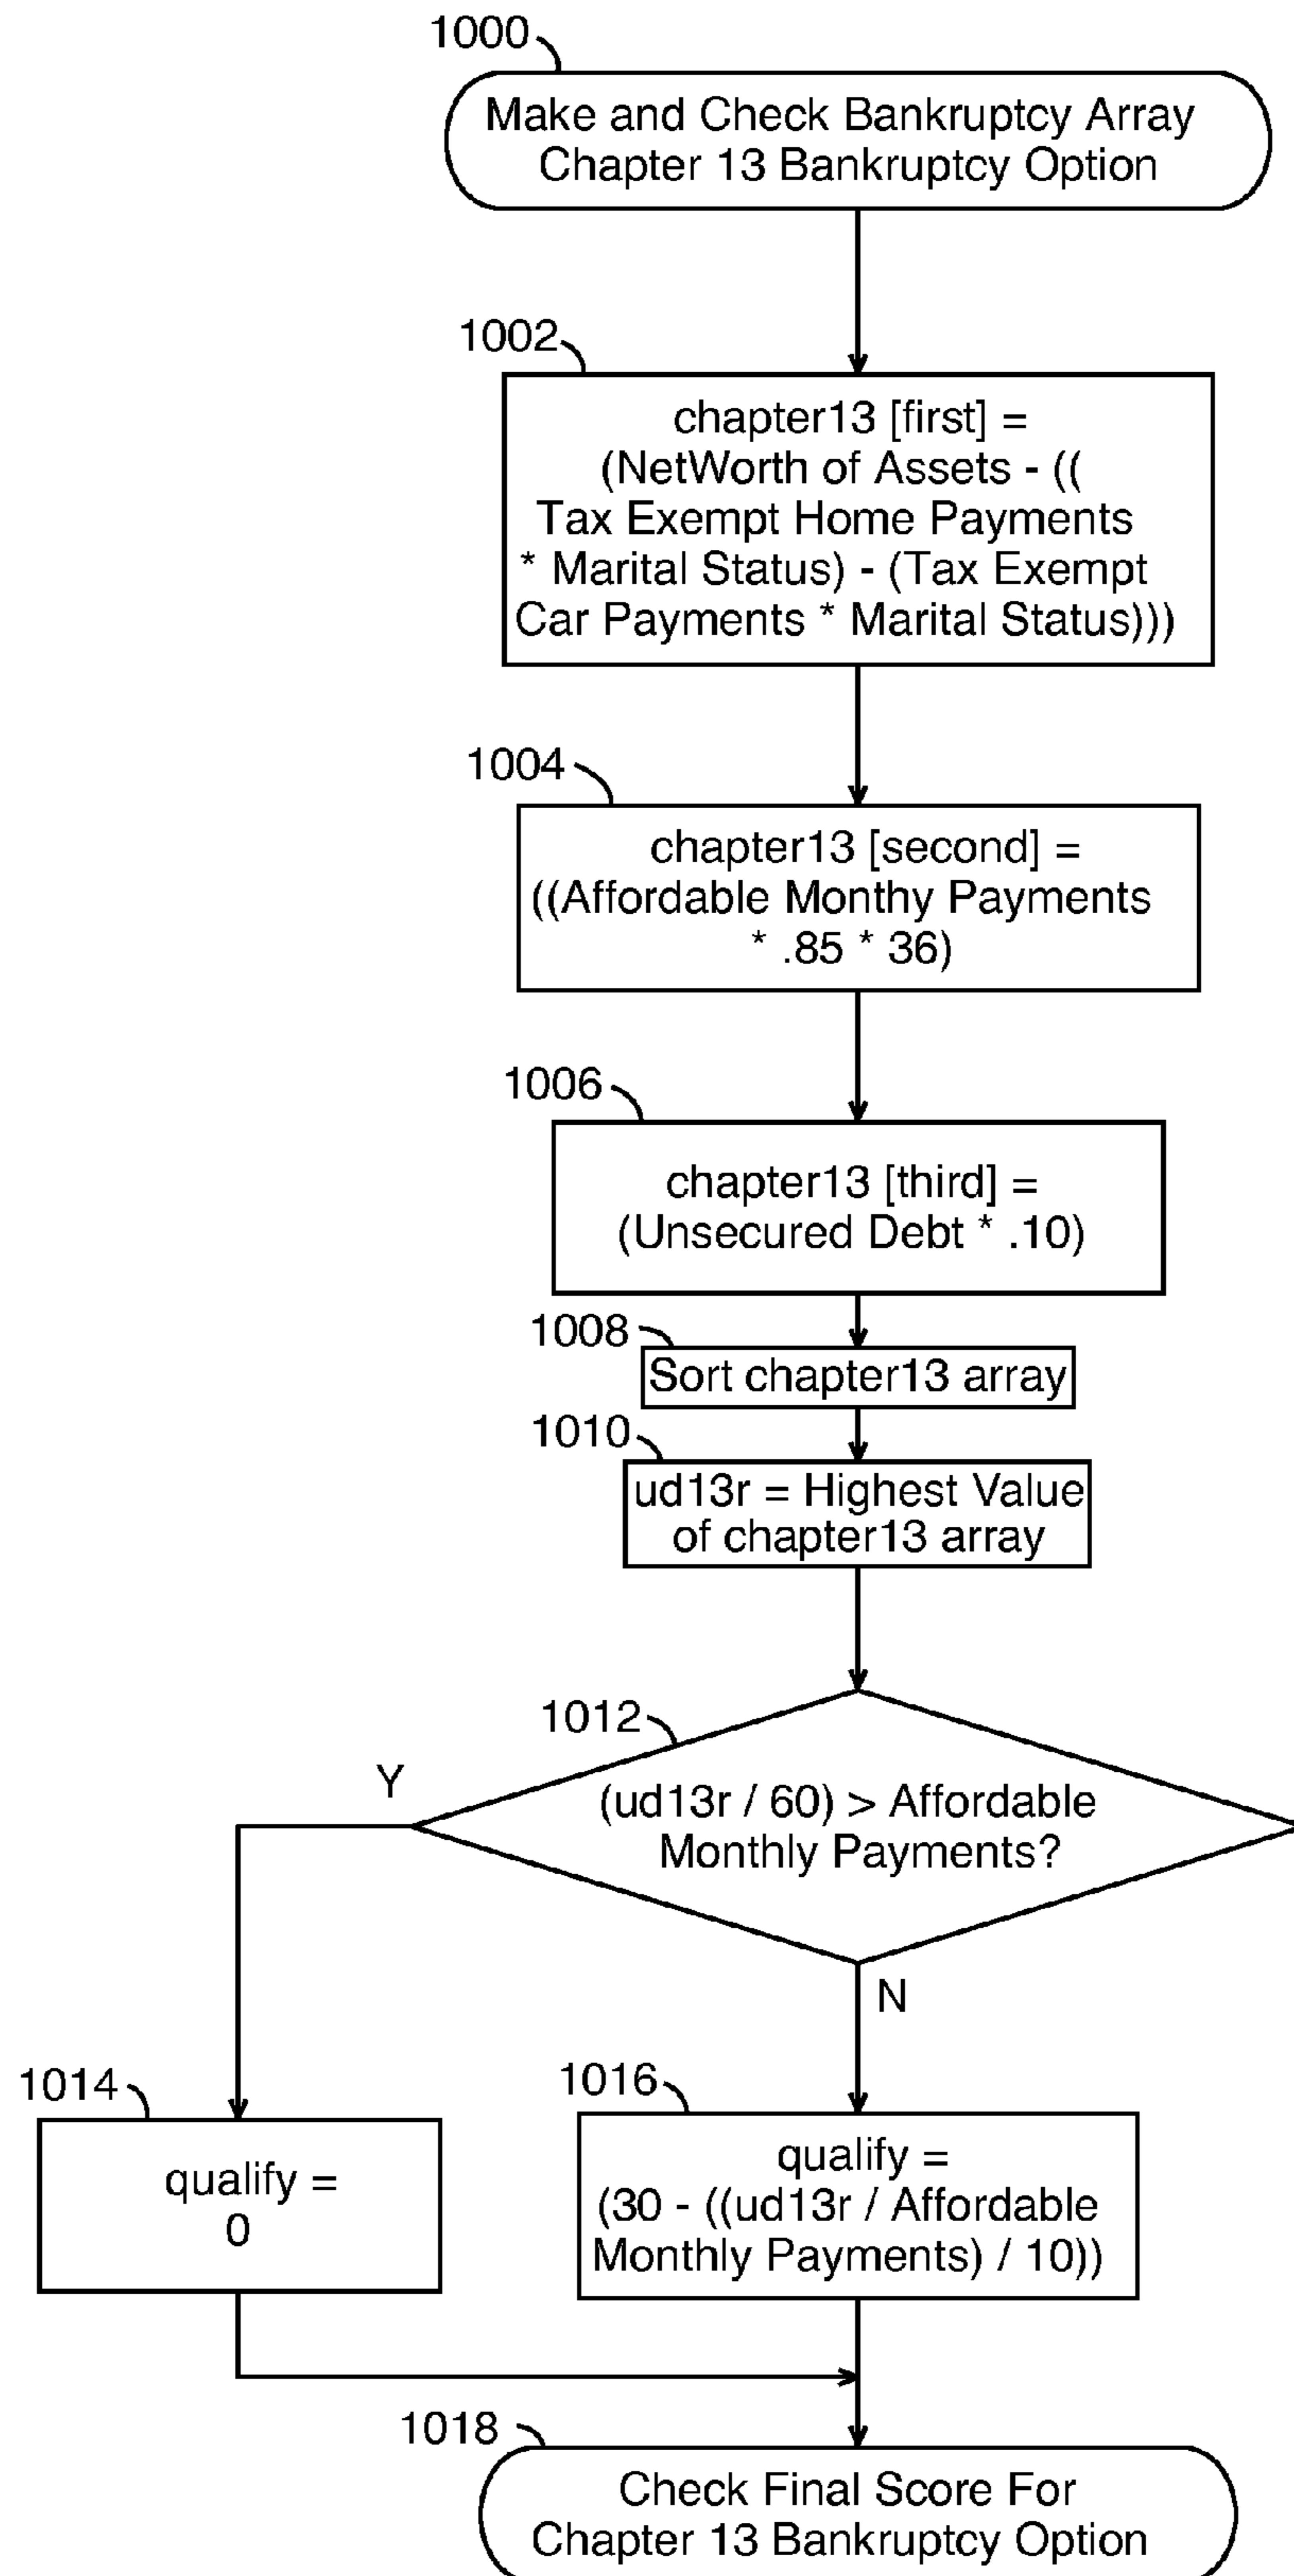 1000
Make and Check Bankruptcy Array
Chapter 13 Bankruptcy Option
1002
chapter13 [first] =
(NetWorth of Assets - ((
Tax Exempt Home Payments
* Marital Status) - (Tax Exempt
Car Payments * Marital Status)))
1004
chapter13 [second] =
((Affordable Monthy Payments
* .85 * 36)
1006
chapter13 [third] =
(Unsecured Debt * .10)
1008
Sort chapter13 array
1010
ud13r = Highest Value
of chapter13 array
1012
Y
(ud13r / 60) > Affordable
Monthly Payments?
N
1014
qualify =
0
1016
qualify =
(30 - ((ud13r / Affordable
Monthly Payments) / 10))
1018
Check Final Score For
Chapter 13 Bankruptcy Option